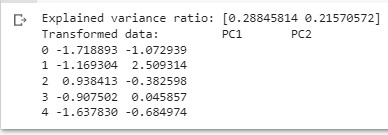 Explained variance ratio: [0.28845814 0.21570572]
Transformed data:         PC1       PC2
0 -1.718893 -1.072939
1 -1.169304  2.509314
2  0.938413 -0.382598
3 -0.907502  0.045857
4 -1.637830 -0.684974